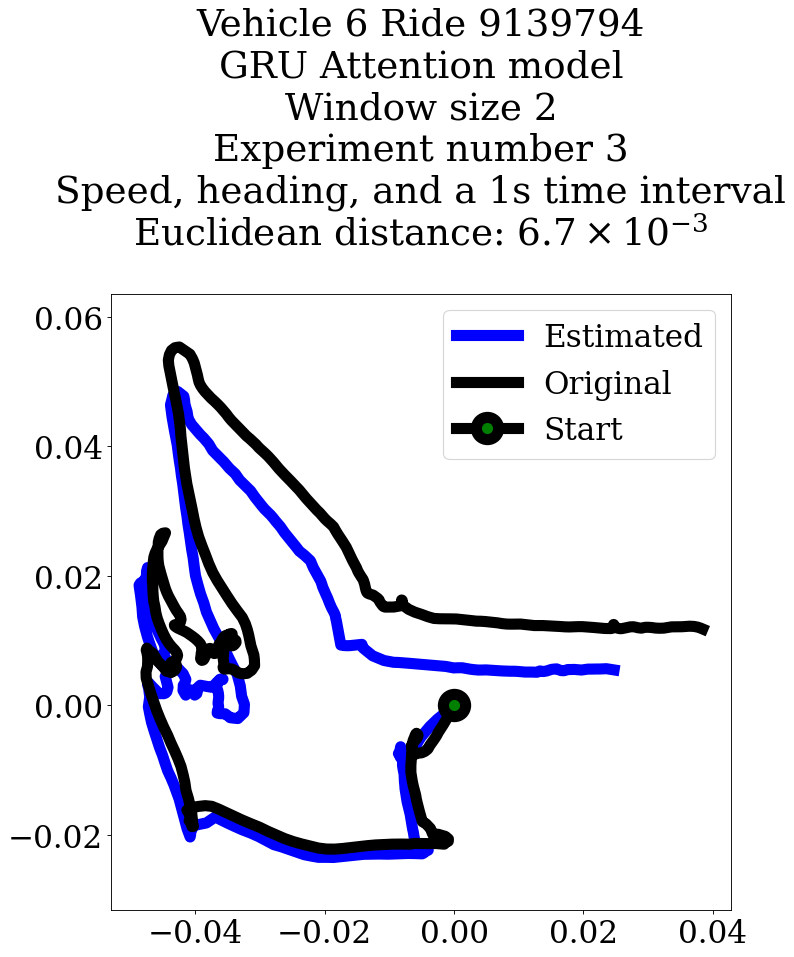 Vehicle 6 Ride 9139794
GRU Attention model
Window size 2
Experiment number 3
Speed, heading, and a 1s time interval
Euclidean distance: 6.7 × 10⁻³
Estimated
Original
Start
0.06
0.04
0.02
0.00
−0.02
−0.04 −0.02 0.00 0.02 0.04